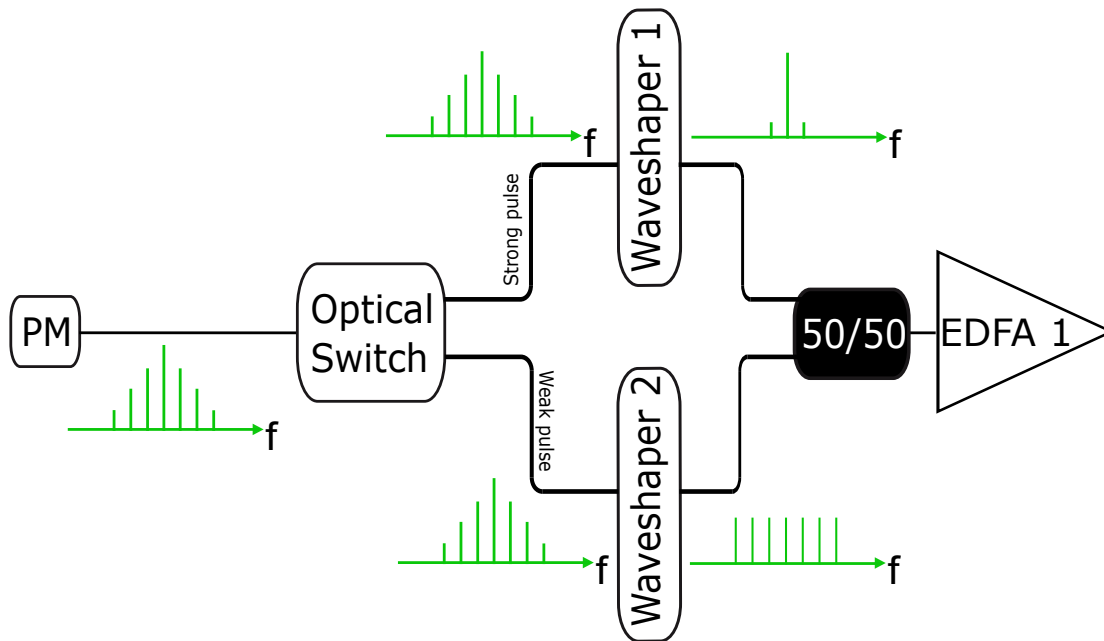 f
f
Waveshaper 1
Strong pulse
PM
Optical
Switch
50/50
EDFA 1
f
Weak pulse
Waveshaper 2
f
f